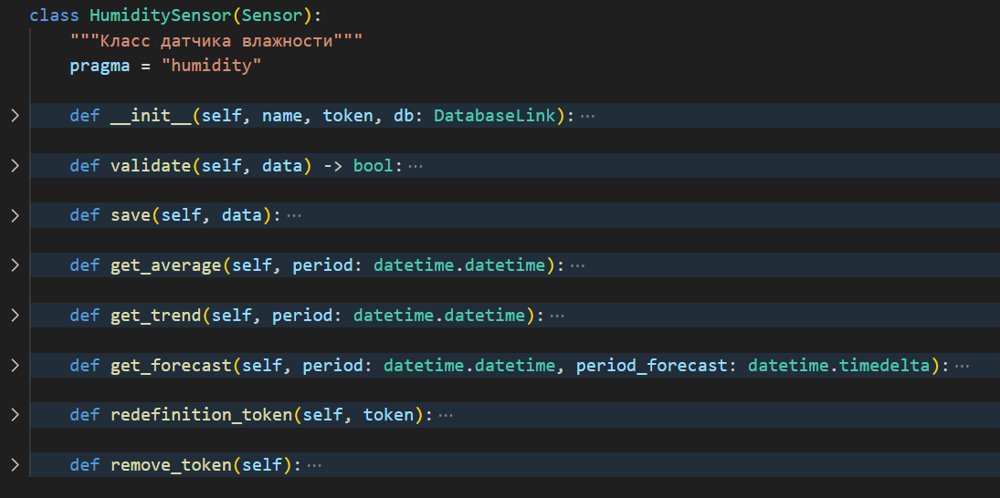 class HumiditySensor(Sensor):
"""Класс датчика влажности"""
pragma = "humidity"
def __init__(self, name, token, db: DatabaseLink): ···
def validate(self, data) -> bool: ···
def save(self, data): ···
def get_average(self, period: datetime.datetime): ···
def get_trend(self, period: datetime.datetime): ···
def get_forecast(self, period: datetime.datetime, period_forecast: datetime.timedelta): ···
def redefinition_token(self, token): ···
def remove_token(self): ···